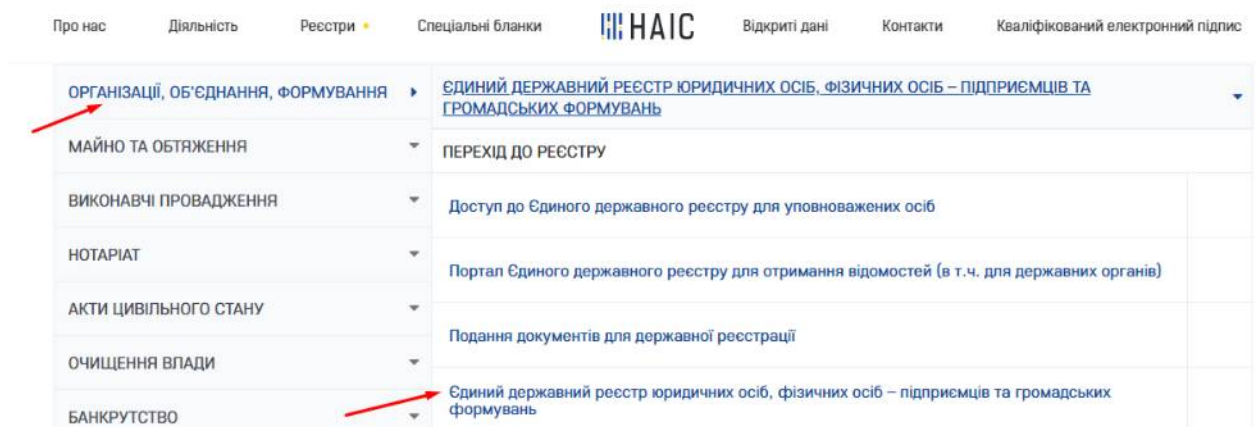 Про нас Діяльність Реєстри Спеціальні бланки НАІС Відкриті дані Контакти Кваліфікований електронний підпис
ОРГАНІЗАЦІЇ, ОБ'ЄДНАННЯ, ФОРМУВАННЯ
МАЙНО ТА ОБТЯЖЕННЯ
ВИКОНАВЧІ ПРОВАДЖЕННЯ
НОТАРІАТ
АКТИ ЦИВІЛЬНОГО СТАНУ
ОЧИЩЕННЯ ВЛАДИ
БАНКРУТСТВО
ЄДИНИЙ ДЕРЖАВНИЙ РЕЄСТР ЮРИДИЧНИХ ОСІБ, ФІЗИЧНИХ ОСІБ – ПІДПРИЄМЦІВ ТА
ГРОМАДСЬКИХ ФОРМУВАНЬ
ПЕРЕХІД ДО РЕЄСТРУ
Доступ до Єдиного державного реєстру для уповноважених осіб
Портал Єдиного державного реєстру для отримання відомостей (в т.ч. для державних органів)
Подання документів для державної реєстрації
Єдиний державний реєстр юридичних осіб, фізичних осіб – підприємців та громадських
формувань